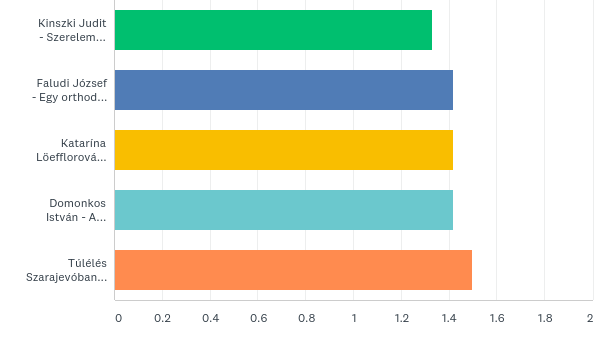 Kinszki Judit
- Szerelem...
Faludi József
- Egy orthod...
Katarína
Löefflorová...
Domonkos
István - A...
Túlélés
Szarajevóban...
0 0.2 0.4 0.6 0.8 1 1.2 1.4 1.6 1.8 2